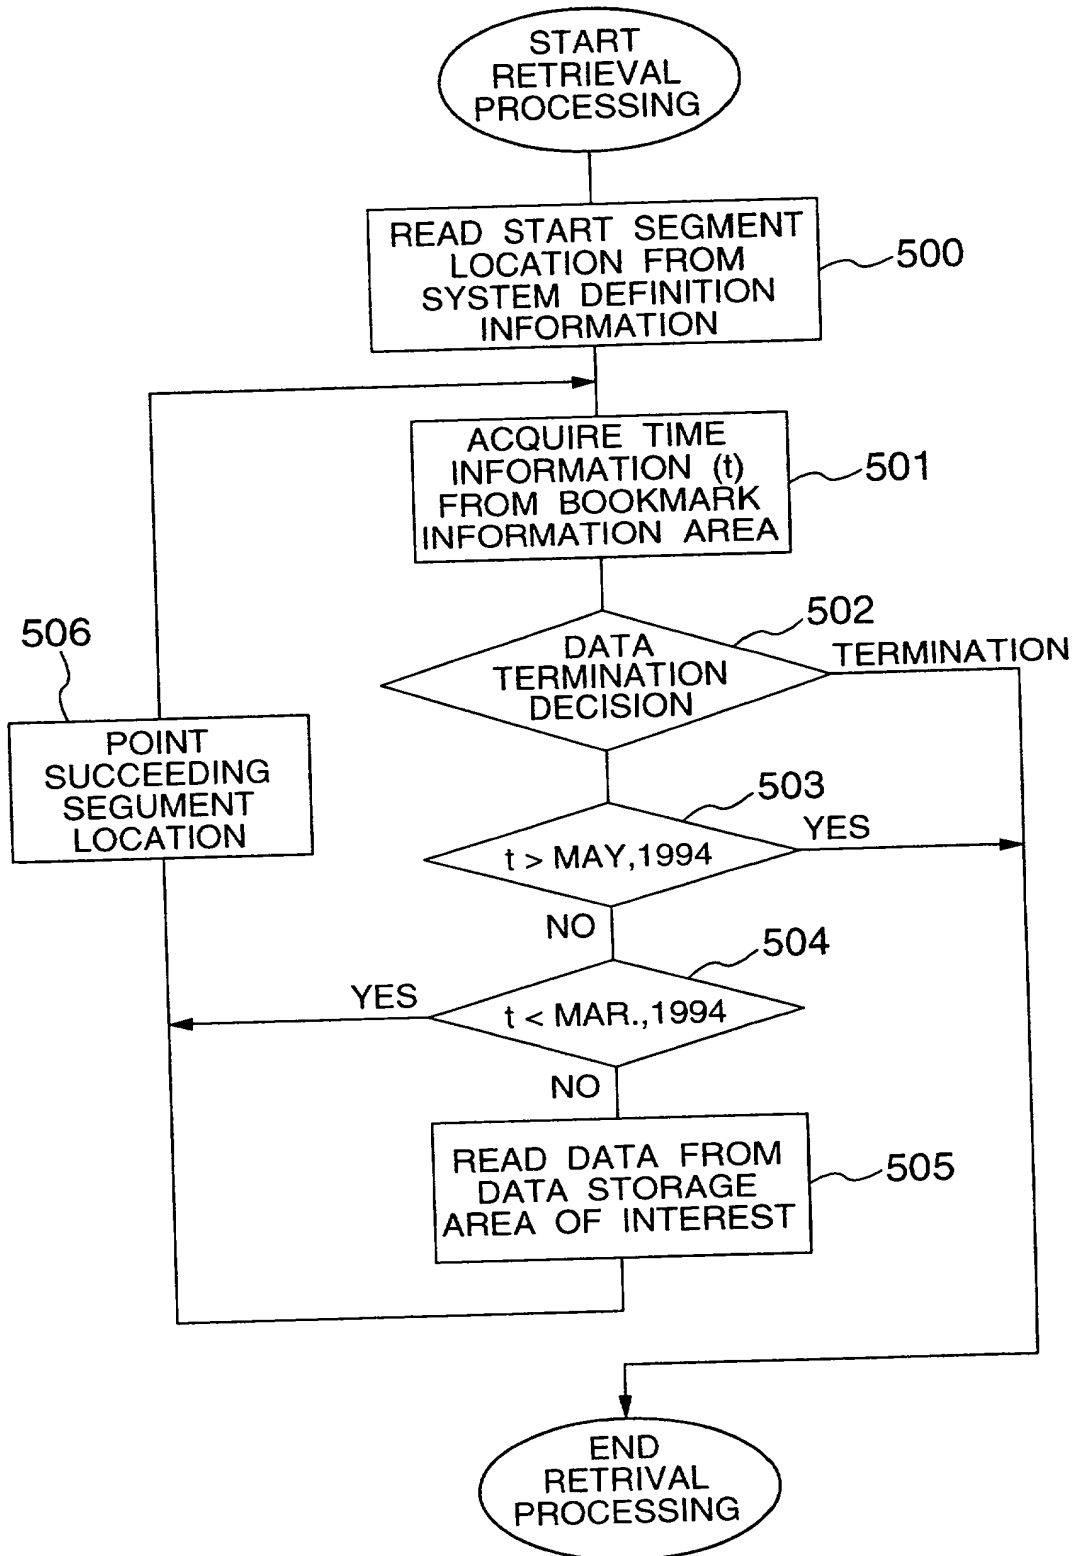 START
RETRIEVAL
PROCESSING
READ START SEGMENT
LOCATION FROM
SYSTEM DEFINITION
INFORMATION
500
ACQUIRE TIME
INFORMATION (t)
FROM BOOKMARK
INFORMATION AREA
501
502
DATA
TERMINATION
DECISION
TERMINATION
506
POINT
SUCCEEDING
SEGUMENT
LOCATION
503
t > MAY,1994
YES
NO
504
t < MAR.,1994
YES
NO
READ DATA FROM
DATA STORAGE
AREA OF INTEREST
505
END
RETRIVAL
PROCESSING